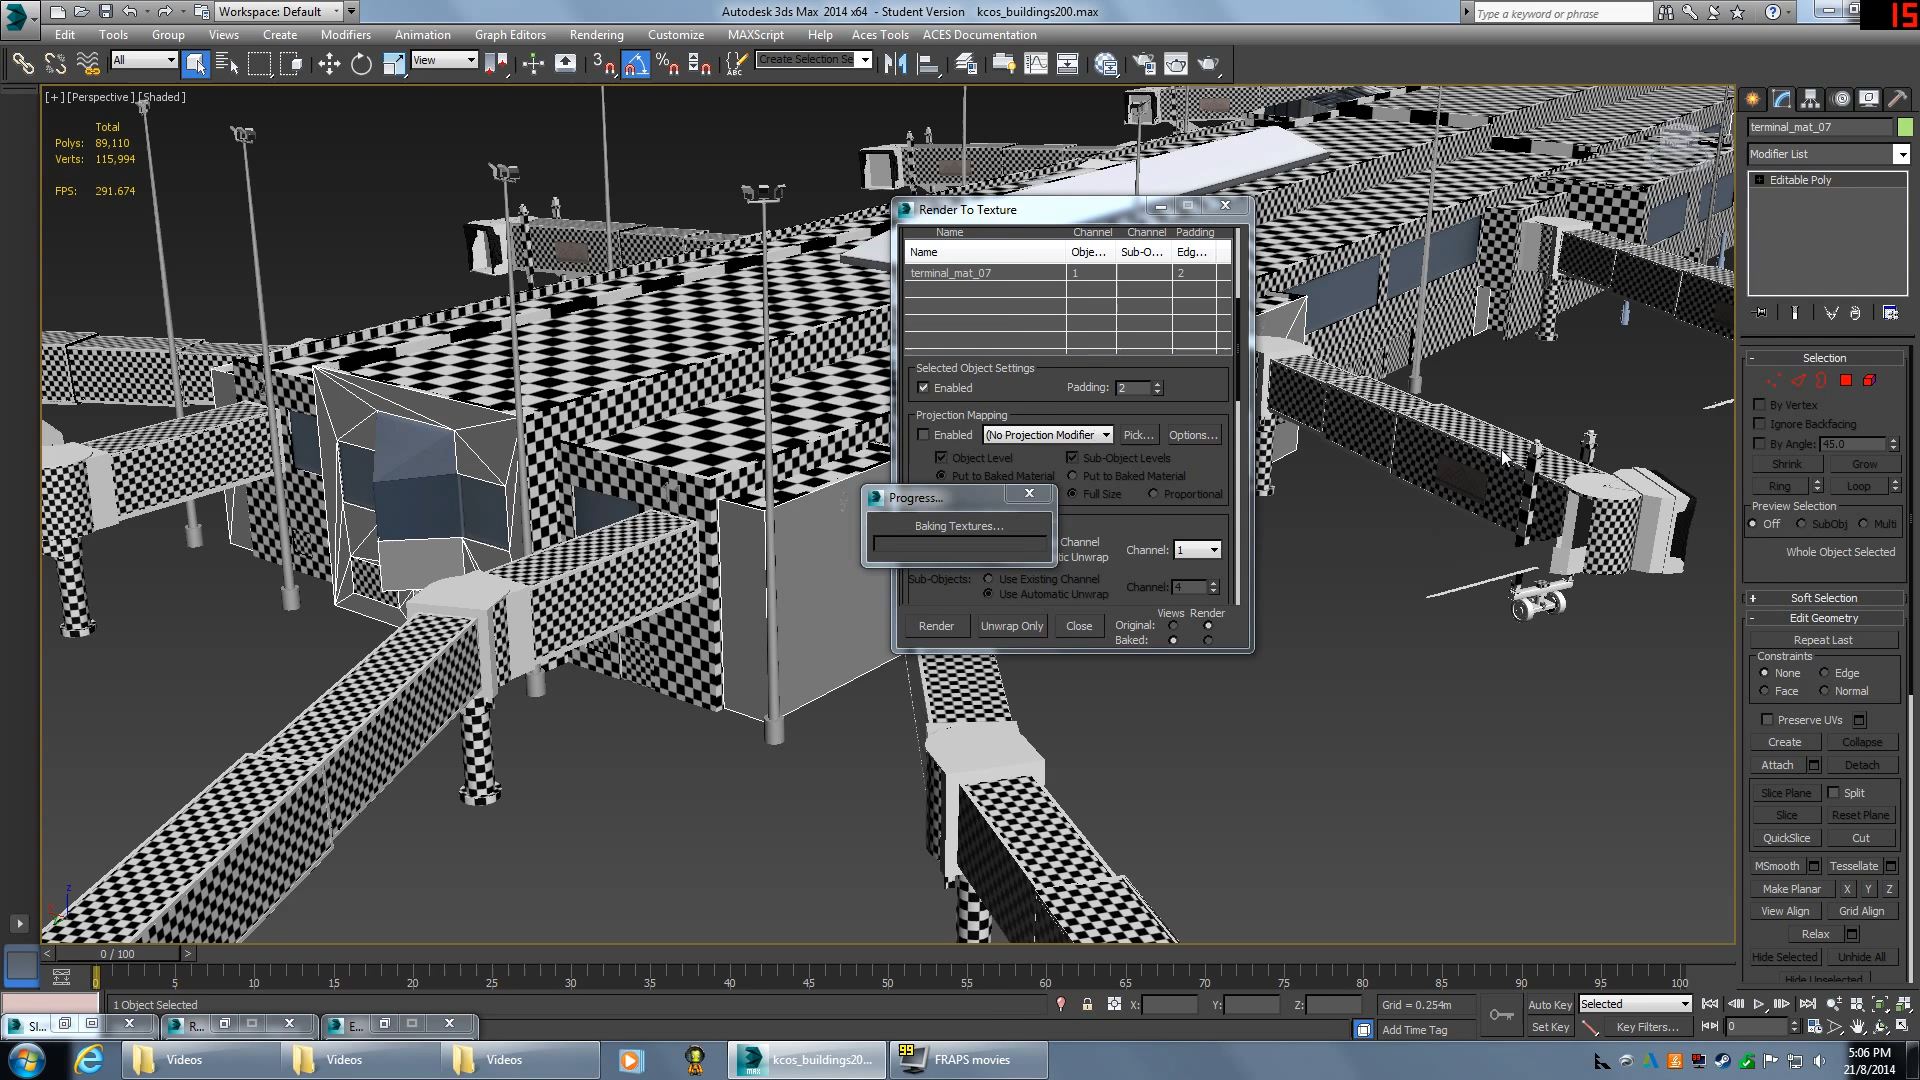 Workspace: Default
Autodesk 3ds Max 2014 x64 - Student Version kcos_buildings200.max
Type a keyword or phrase
15
Edit Tools Group Views Create Modifiers Animation Graph Editors Rendering Customize MAXScript Help Aces Tools ACES Documentation
All
View
3
Create Selection Se
[+] [Perspective] [Shaded]
Total
Polys: 89,110
Verts: 115,994
FPS: 291.674
Render To Texture
Name Channel Channel Padding
Name Obje... Sub-O... Edg...
terminal_mat_07 1 2
Selected Object Settings
Enabled Padding: 2
Projection Mapping
Enabled (No Projection Modifier Pick... Options...
Object Level Sub-Object Levels
Put to Baked Material Put to Baked Material
Full Size Proportional
Progress...
Baking Textures...
Channel
Unwrap Channel: 1
Sub-Objects: Use Existing Channel
Use Automatic Unwrap Channel: 4
Render Unwrap Only Close
Views Render
Original:
Baked:
terminal_mat_07
Modifier List
Editable Poly
Selection
By Vertex
Ignore Backfacing
By Angle: 45.0
Shrink Grow
Ring Loop
Preview Selection
Off SubObj Multi
Whole Object Selected
+ Soft Selection
- Edit Geometry
Repeat Last
Constraints
None Edge
Face Normal
Preserve UVs
Create Collapse
Attach Detach
Slice Plane Split
Slice Reset Plane
QuickSlice Cut
MSmooth Tessellate
Make Planar X Y Z
View Align Grid Align
Relax
Hide Selected Unhide All
Hide Unselected
z
< 0 / 100 >
0 5 10 15 20 25 30 35 40 45 50 55 60 65 70 75 80 85 90 95 100
1 Object Selected
X: Y: Z: Grid = 0.254m
Auto Key Selected
Add Time Tag
Set Key Key Filters... 0
Sl... R... E...
Videos Videos Videos
kcos_buildings20...
99 FRAPS movies
5:06 PM
21/8/2014